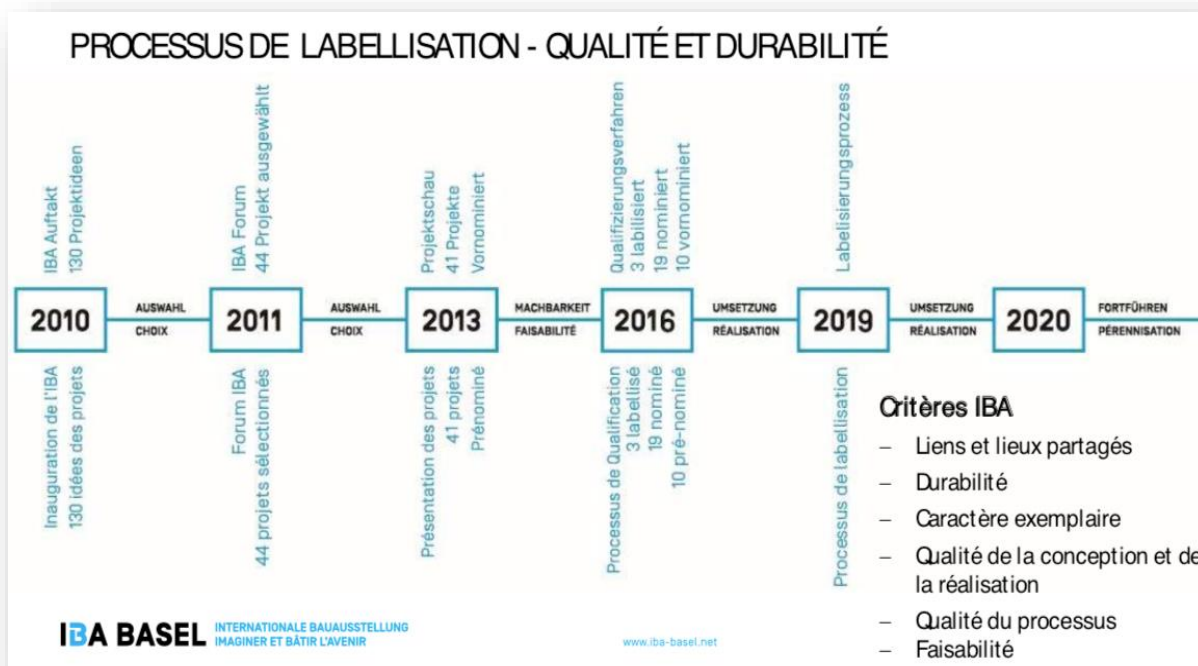 PROCESSUS DE LABELLISATION - QUALITÉ ET DURABILITÉ
IBA Auftakt
130 Projektideen
IBA Forum
44 Projekt ausgewählt
Projektschau
41 Projekte
Vornominiert
Qualifizierungsverfahren
3 labilisiert
19 nominiert
10 vornominiert
Labelisierungsprozess
2010
AUSWAHL
CHOIX
2011
AUSWAHL
CHOIX
2013
MACHBARKEIT
FAISABILITÉ
2016
UMSETZUNG
RÉALISATION
2019
UMSETZUNG
RÉALISATION
2020
FORTFÜHREN
PÉRENNISATION
Inauguration de l'IBA
130 idées des projets
Forum IBA
44 projets sélectionnés
Présentation des projets
41 projets
Prénominé
Processus de Qualification
3 labellisé
19 nominé
10 pré-nominé
Processus de labellisation
Critères IBA
– Liens et lieux partagés
– Durabilité
– Caractère exemplaire
– Qualité de la conception et de
la réalisation
– Qualité du processus
– Faisabilité
IBA BASEL
INTERNATIONALE BAUAUSSTELLUNG
IMAGINER ET BÂTIR L'AVENIR
www.iba-basel.net